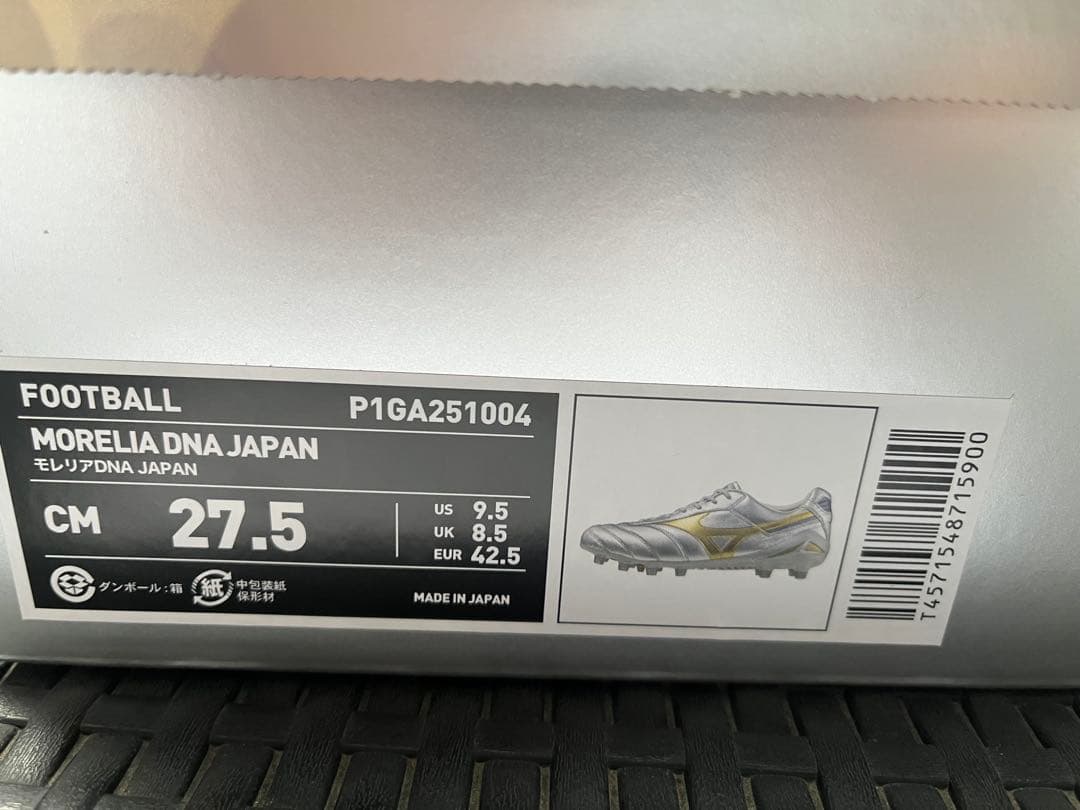 FOOTBALL P1GA251004
MORELIA DNA JAPAN
モレリアDNA JAPAN
CM 27.5
US 9.5
UK 8.5
EUR 42.5
ダンボール:箱
紙 中包装紙
保形材
MADE IN JAPAN
T4571548715900